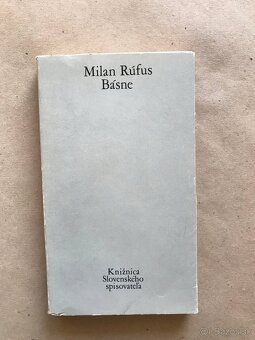 Milan Rúfus
Básne
Knižnica
Slovenského
spisovateľa